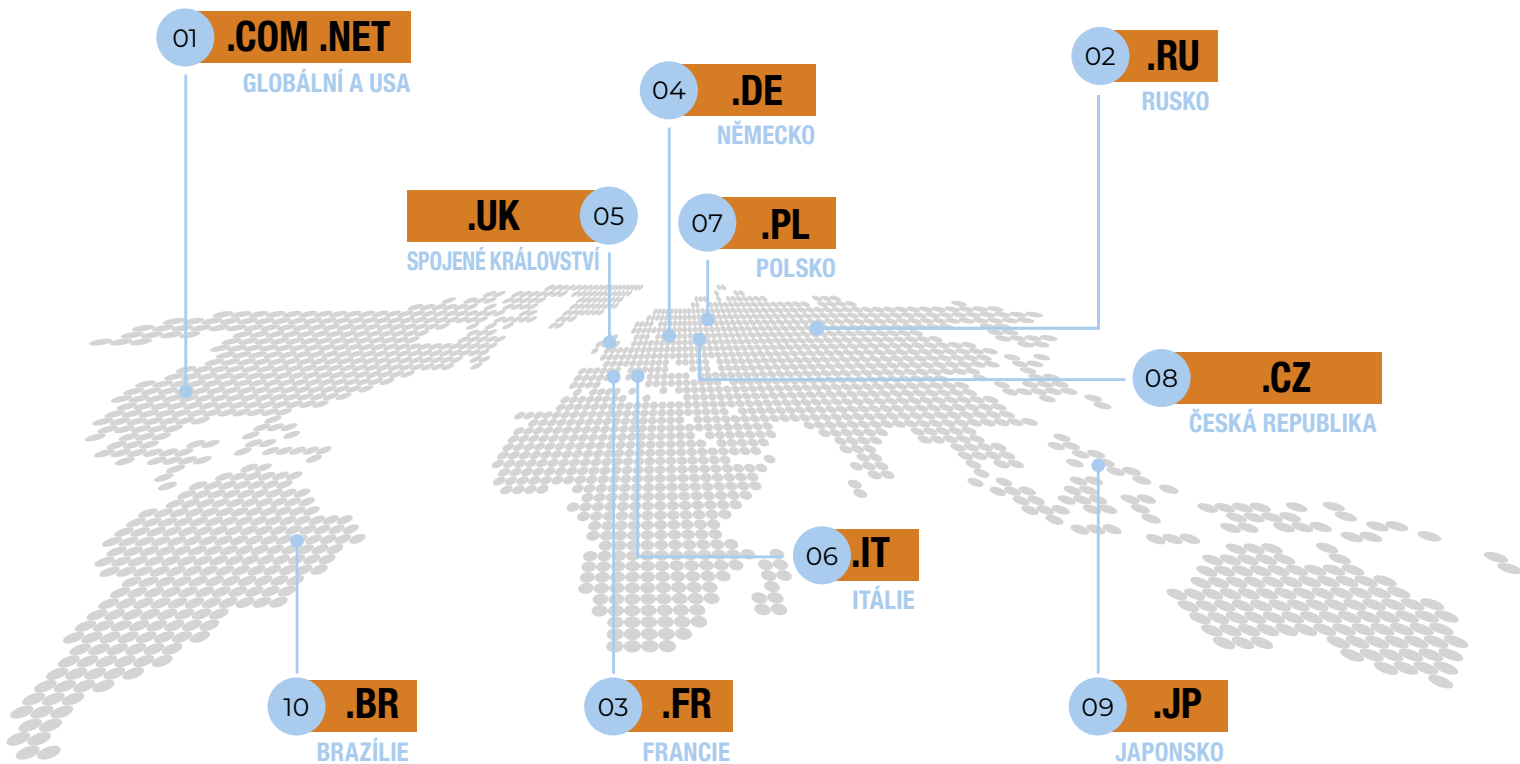 01 .COM .NET
GLOBÁLNÍ A USA
02 .RU
RUSKO
04 .DE
NĚMECKO
.UK 05
SPOJENÉ KRÁLOVSTVÍ
07 .PL
POLSKO
08 .CZ
ČESKÁ REPUBLIKA
06 .IT
ITÁLIE
10 .BR
BRAZÍLIE
03 .FR
FRANCIE
09 .JP
JAPONSKO